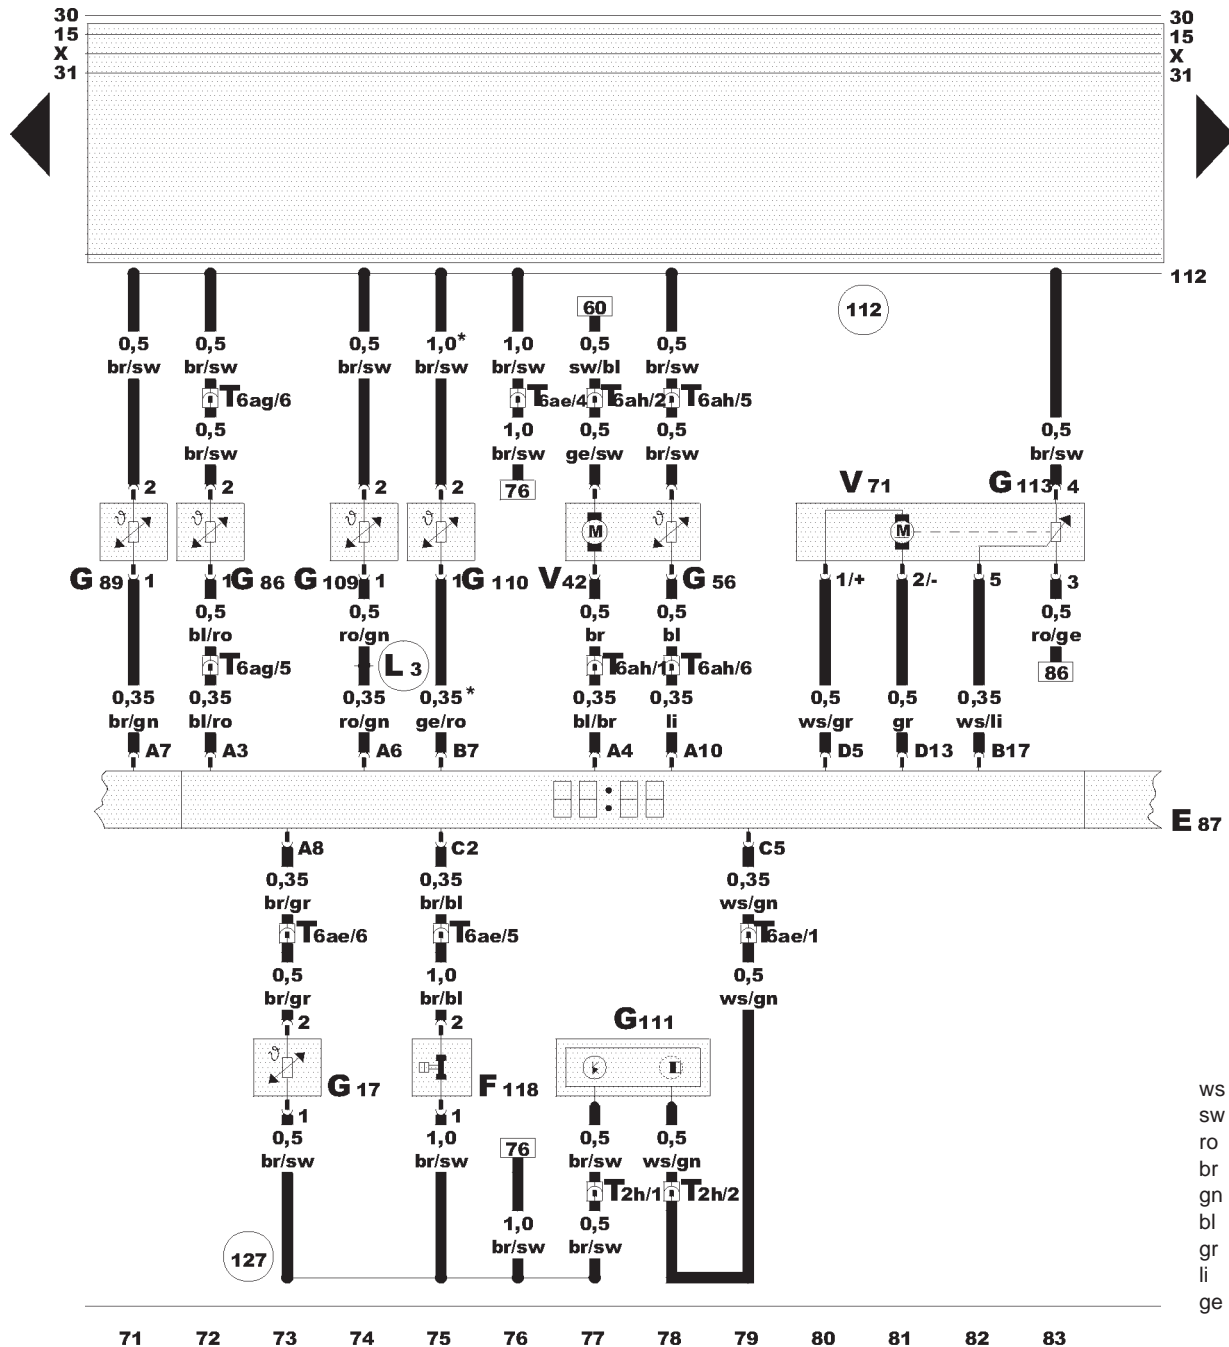 30 30
15 15
X X
31 31
112
112
60
0,5 0,5 0,5 1,0* 1,0 0,5 0,5
br/sw br/sw br/sw br/sw br/sw sw/bl br/sw
T6ag/6 T6ae/4 T6ah/2 T6ah/5
0,5 1,0 0,5 0,5 0,5
br/sw br/sw ge/sw br/sw br/sw
2 2 2 2 76 V71 G113 4
M M
G89 1 1 G86 G109 1 1 G110 V42 G56 1/+ 2/- 5 3
0,5 0,5 0,5 0,5 0,5
bl/ro ro/gn br bl ro/ge
T6ag/5 L3 T6ah/1 T6ah/6 86
0,35 0,35 0,35 0,35* 0,35 0,35 0,5 0,5 0,35
br/gn bl/ro ro/gn ge/ro bl/br li ws/gr gr ws/li
A7 A3 A6 B7 A4 A10 D5 D13 B17
E87
A8 C2 C5
0,35 0,35 0,35
br/gr br/bl ws/gn
T6ae/6 T6ae/5 T6ae/1
0,5 1,0 0,5
br/gr br/bl ws/gn
2 2 G111
G17 F118
1 1
0,5 1,0 76 0,5 0,5
br/sw br/sw br/sw ws/gn
T2h/1 T2h/2
1,0 0,5
127 br/sw br/sw
ws
sw
ro
br
gn
bl
gr
li
ge
71 72 73 74 75 76 77 78 79 80 81 82 83